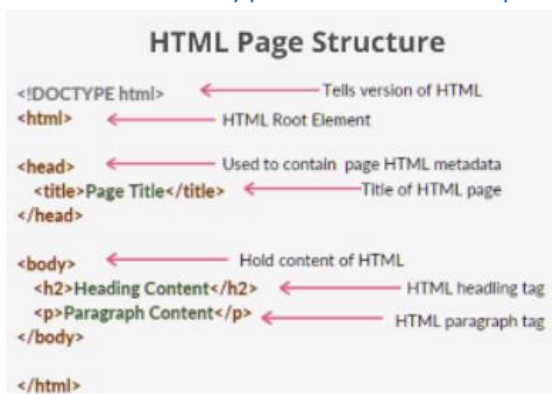 HTML Page Structure
<!DOCTYPE html> Tells version of HTML
<html> HTML Root Element
<head> Used to contain page HTML metadata
<title>Page Title</title> Title of HTML page
</head>
<body> Hold content of HTML
<h2>Heading Content</h2> HTML headling tag
<p>Paragraph Content</p> HTML paragraph tag
</body>
</html>